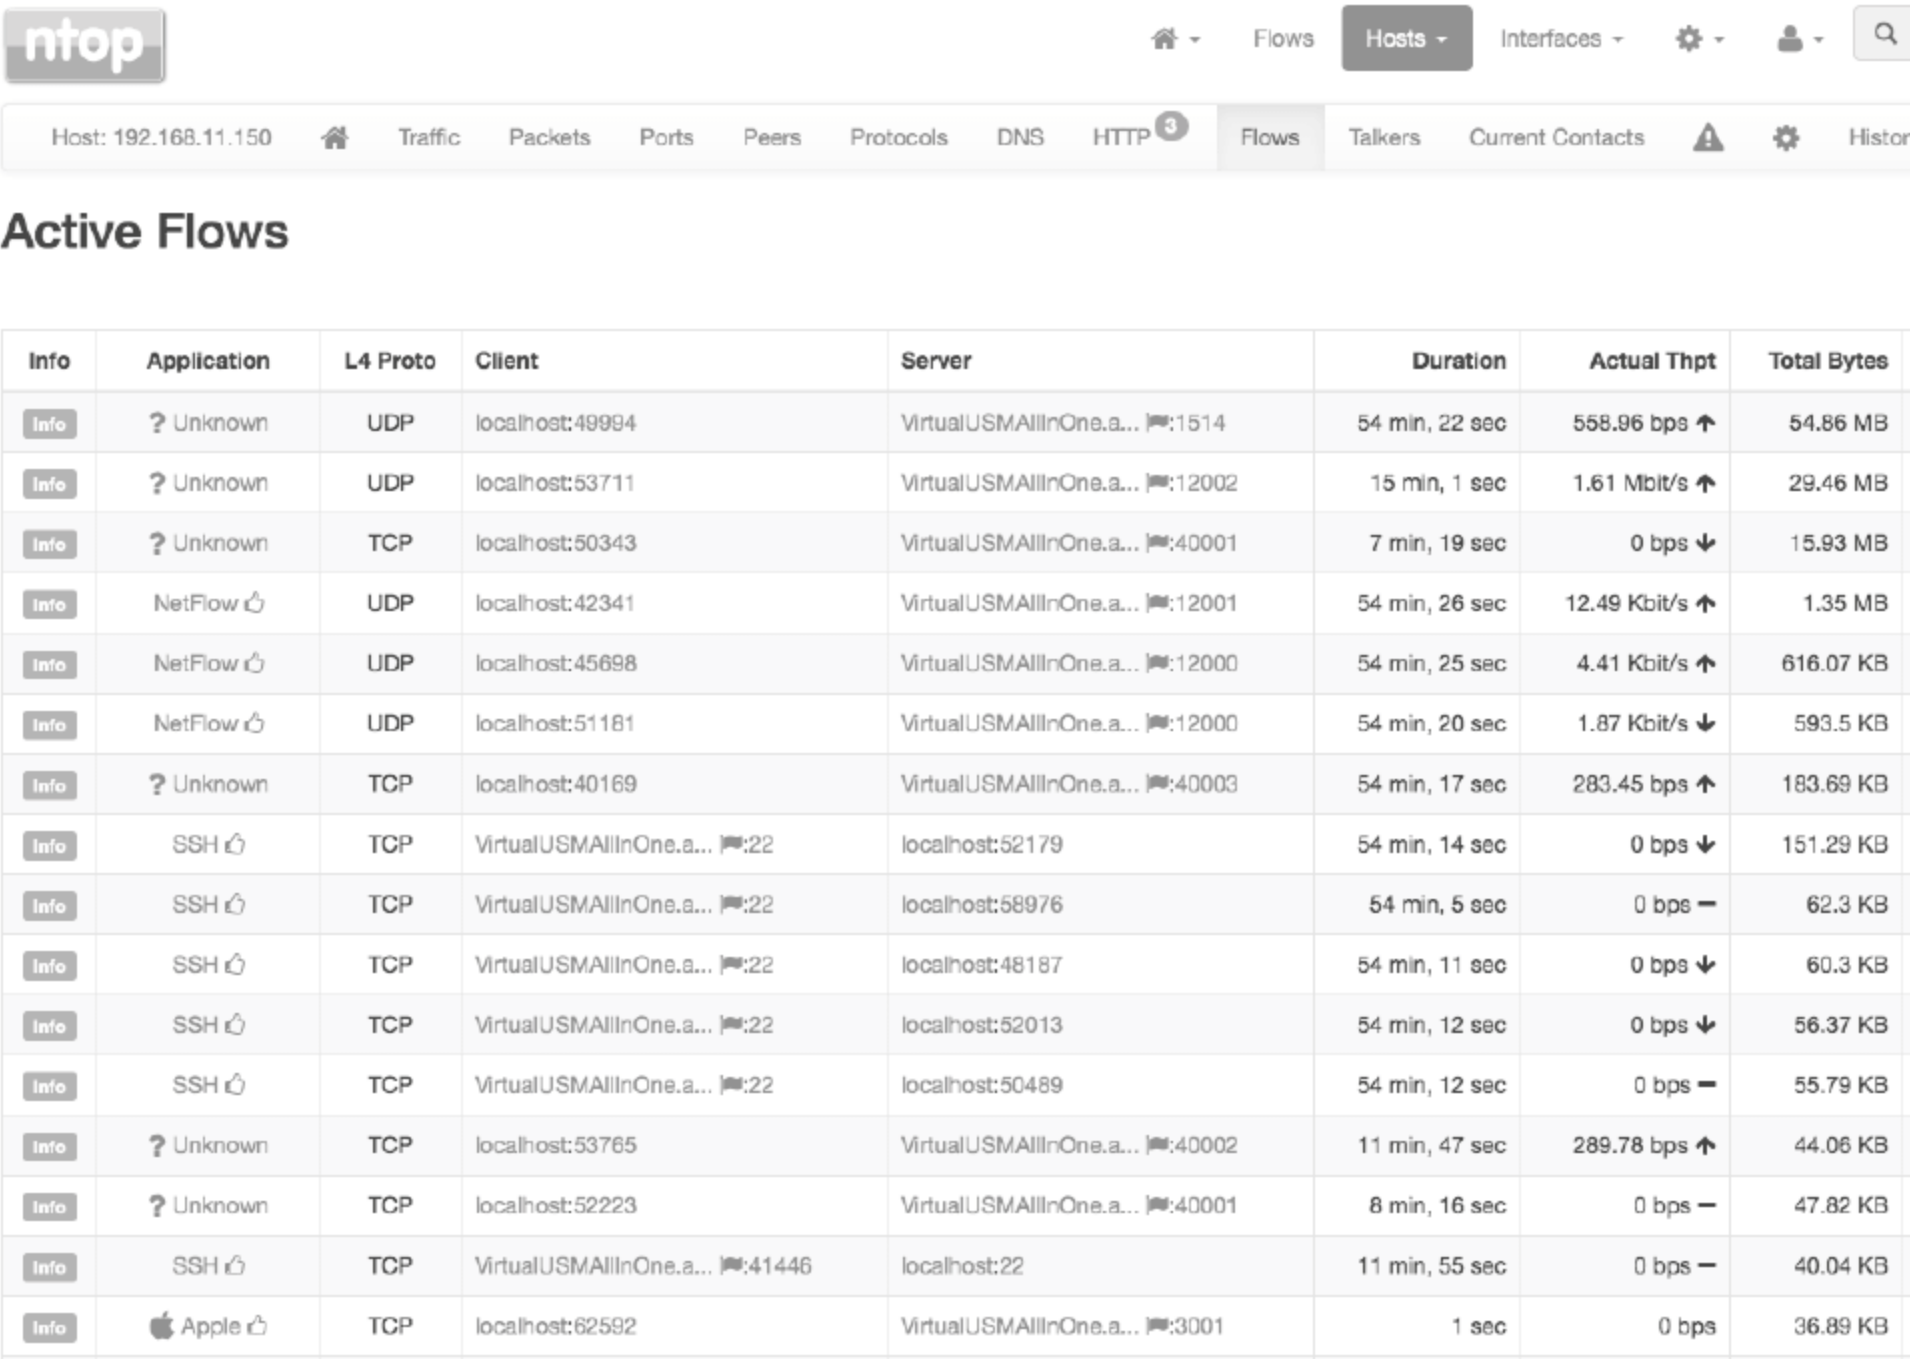 ntop
Flows Hosts Interfaces
Host: 192.168.11.150 Traffic Packets Ports Peers Protocols DNS HTTP 3 Flows Talkers Current Contacts Histor
Active Flows
Info Application L4 Proto Client Server Duration Actual Thpt Total Bytes
Info ? Unknown UDP localhost:49994 VirtualUSMAllInOne.a... :1514 54 min, 22 sec 558.96 bps 54.86 MB
Info ? Unknown UDP localhost:53711 VirtualUSMAllInOne.a... :12002 15 min, 1 sec 1.61 Mbit/s 29.46 MB
Info ? Unknown TCP localhost:50343 VirtualUSMAllInOne.a... :40001 7 min, 19 sec 0 bps 15.93 MB
Info NetFlow UDP localhost:42341 VirtualUSMAllInOne.a... :12001 54 min, 26 sec 12.49 Kbit/s 1.35 MB
Info NetFlow UDP localhost:45698 VirtualUSMAllInOne.a... :12000 54 min, 25 sec 4.41 Kbit/s 616.07 KB
Info NetFlow UDP localhost:51181 VirtualUSMAllInOne.a... :12000 54 min, 20 sec 1.87 Kbit/s 593.5 KB
Info ? Unknown TCP localhost:40169 VirtualUSMAllInOne.a... :40003 54 min, 17 sec 283.45 bps 183.69 KB
Info SSH TCP VirtualUSMAllInOne.a... :22 localhost:52179 54 min, 14 sec 0 bps 151.29 KB
Info SSH TCP VirtualUSMAllInOne.a... :22 localhost:58976 54 min, 5 sec 0 bps 62.3 KB
Info SSH TCP VirtualUSMAllInOne.a... :22 localhost:48187 54 min, 11 sec 0 bps 60.3 KB
Info SSH TCP VirtualUSMAllInOne.a... :22 localhost:52013 54 min, 12 sec 0 bps 56.37 KB
Info SSH TCP VirtualUSMAllInOne.a... :22 localhost:50489 54 min, 12 sec 0 bps 55.79 KB
Info ? Unknown TCP localhost:53765 VirtualUSMAllInOne.a... :40002 11 min, 47 sec 289.78 bps 44.06 KB
Info ? Unknown TCP localhost:52223 VirtualUSMAllInOne.a... :40001 8 min, 16 sec 0 bps 47.82 KB
Info SSH TCP VirtualUSMAllInOne.a... :41446 localhost:22 11 min, 55 sec 0 bps 40.04 KB
Info Apple TCP localhost:62592 VirtualUSMAllInOne.a... :3001 1 sec 0 bps 36.89 KB